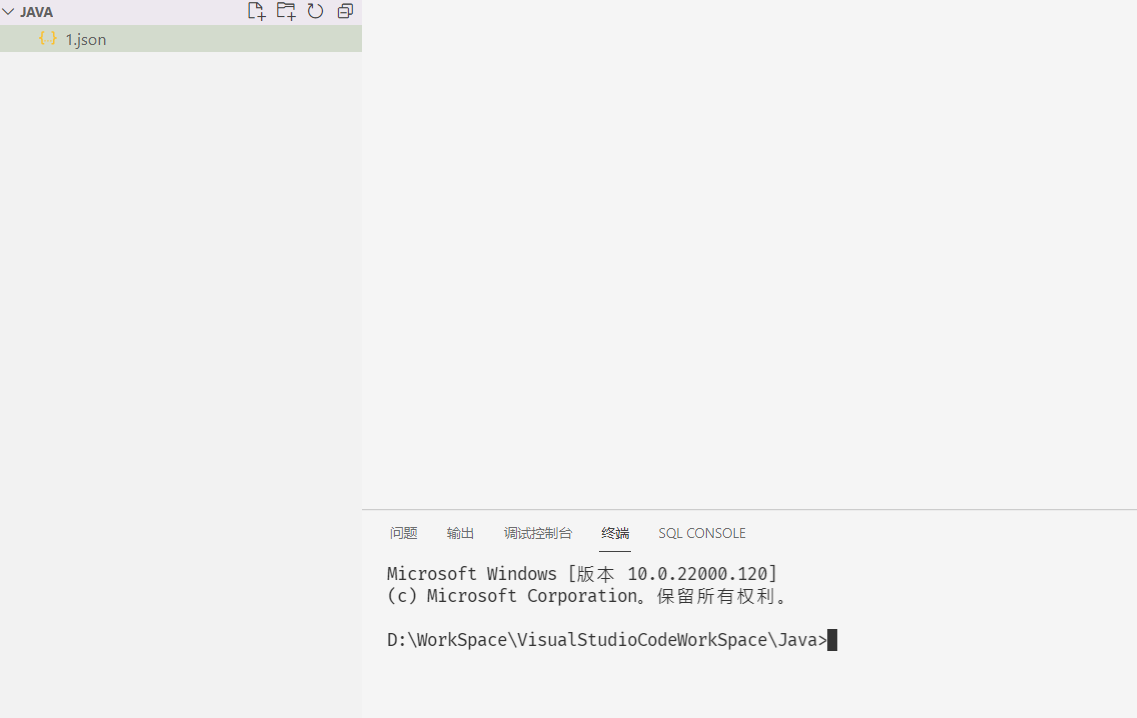 JAVA
{..} 1.json
问题 输出 调试控制台 终端 SQL CONSOLE
Microsoft Windows [版本 10.0.22000.120]
(c) Microsoft Corporation。保留所有权利。
D:\WorkSpace\VisualStudioCodeWorkSpace\Java>